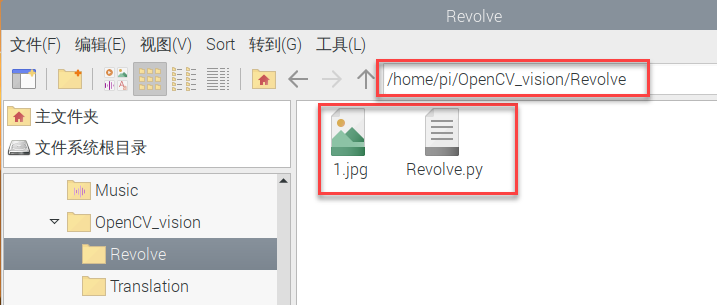 Revolve
文件(F) 编辑(E) 视图(V) Sort 转到(G) 工具(L)
/home/pi/OpenCV_vision/Revolve
主文件夹
文件系统根目录
Music
OpenCV_vision
Revolve
Translation
1.jpg Revolve.py